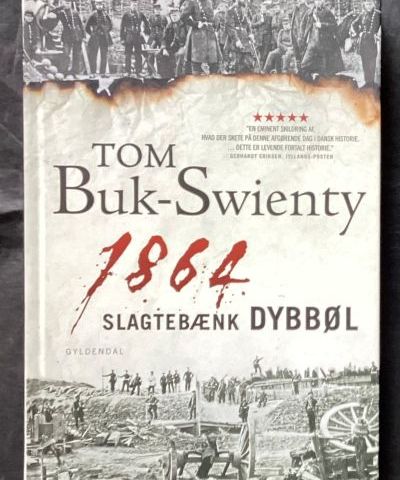 ★★★★★
"EN EMINENT SKILDRING AF,
HVAD DER SKETE PÅ DENNE AFGØRENDE DAG I DANSK HISTORIE.
... DETTE ER LEVENDE FORTALT HISTORIE."
GERHARDT ERIKSEN, JYLLANDS-POSTEN
TOM
Buk-Swienty
1864
SLAGTEBÆNK DYBBØL
GYLDENDAL